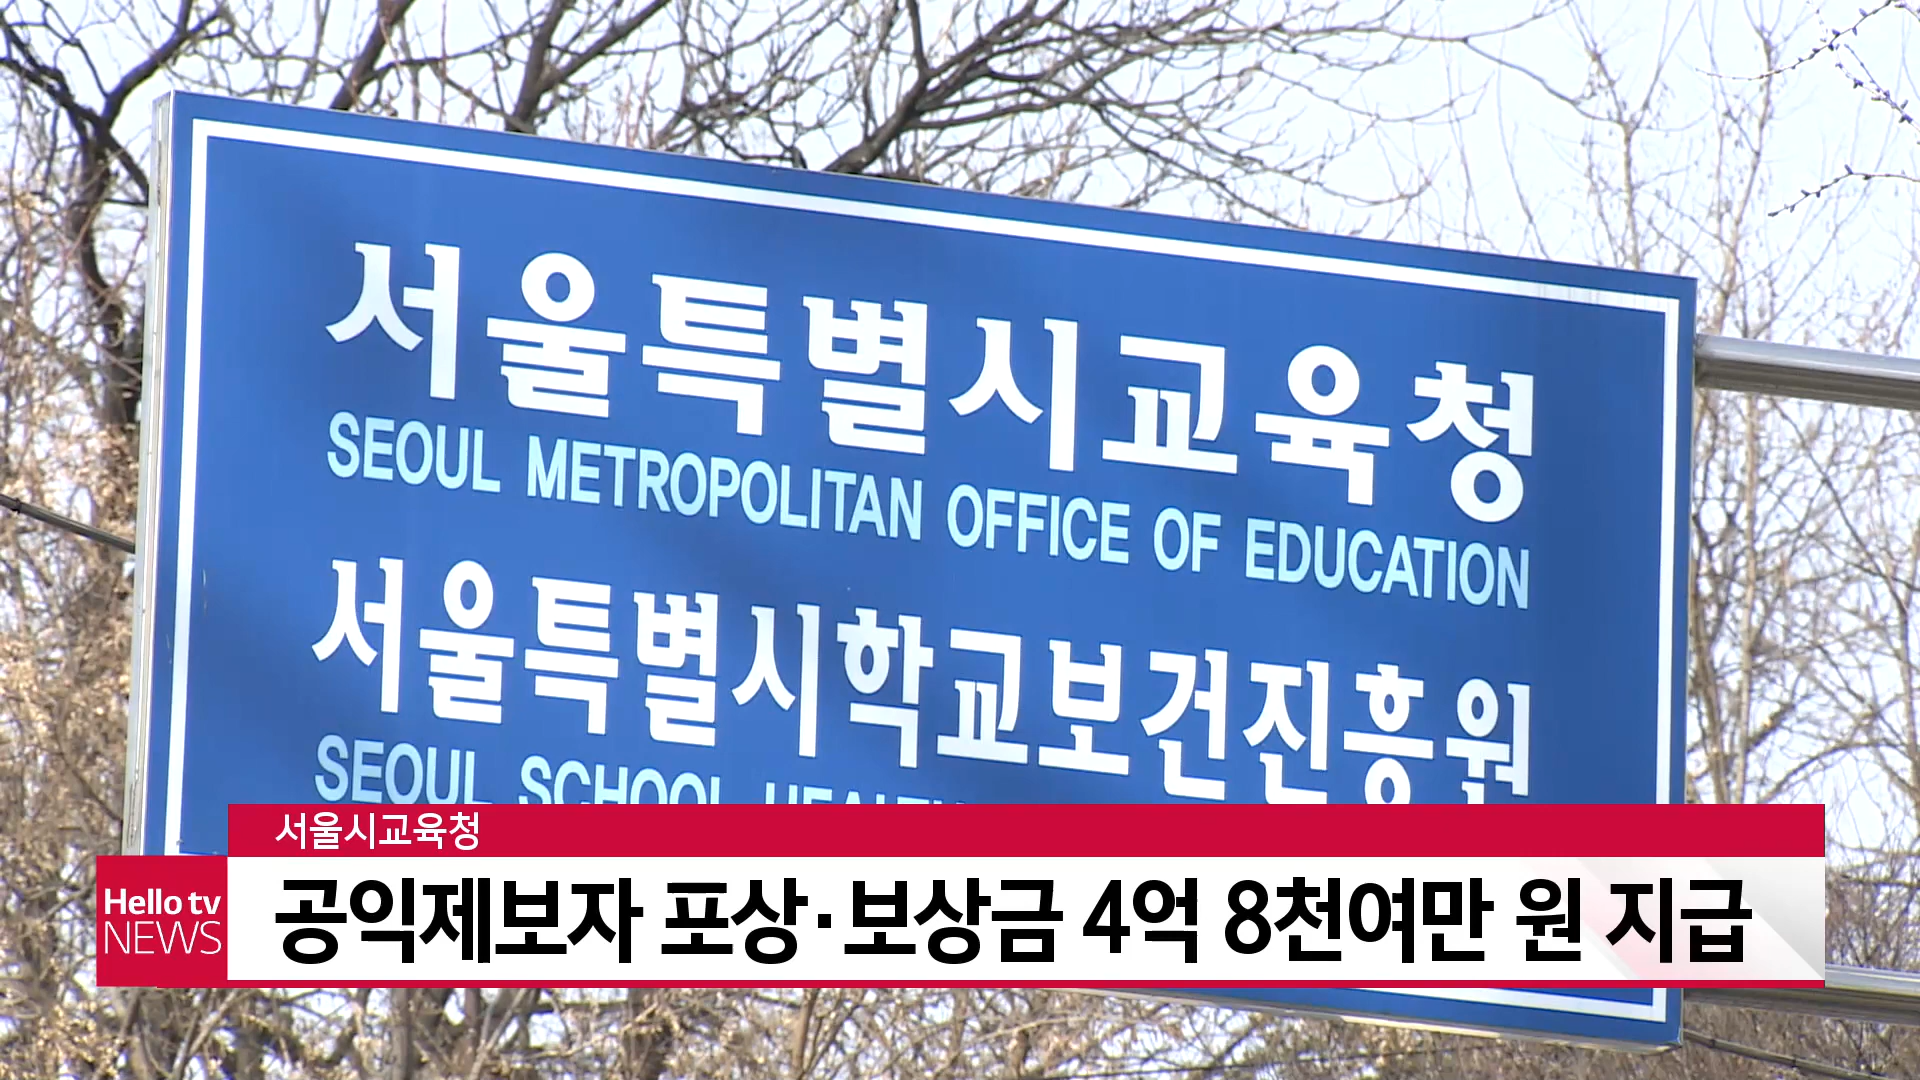 서울특별시교육청
SEOUL METROPOLITAN OFFICE OF EDUCATION
서울특별시학교보건진흥원
SEOUL SCHOOL
서울시교육청
Hello tv
NEWS
공익제보자 포상·보상금 4억 8천여만 원 지급